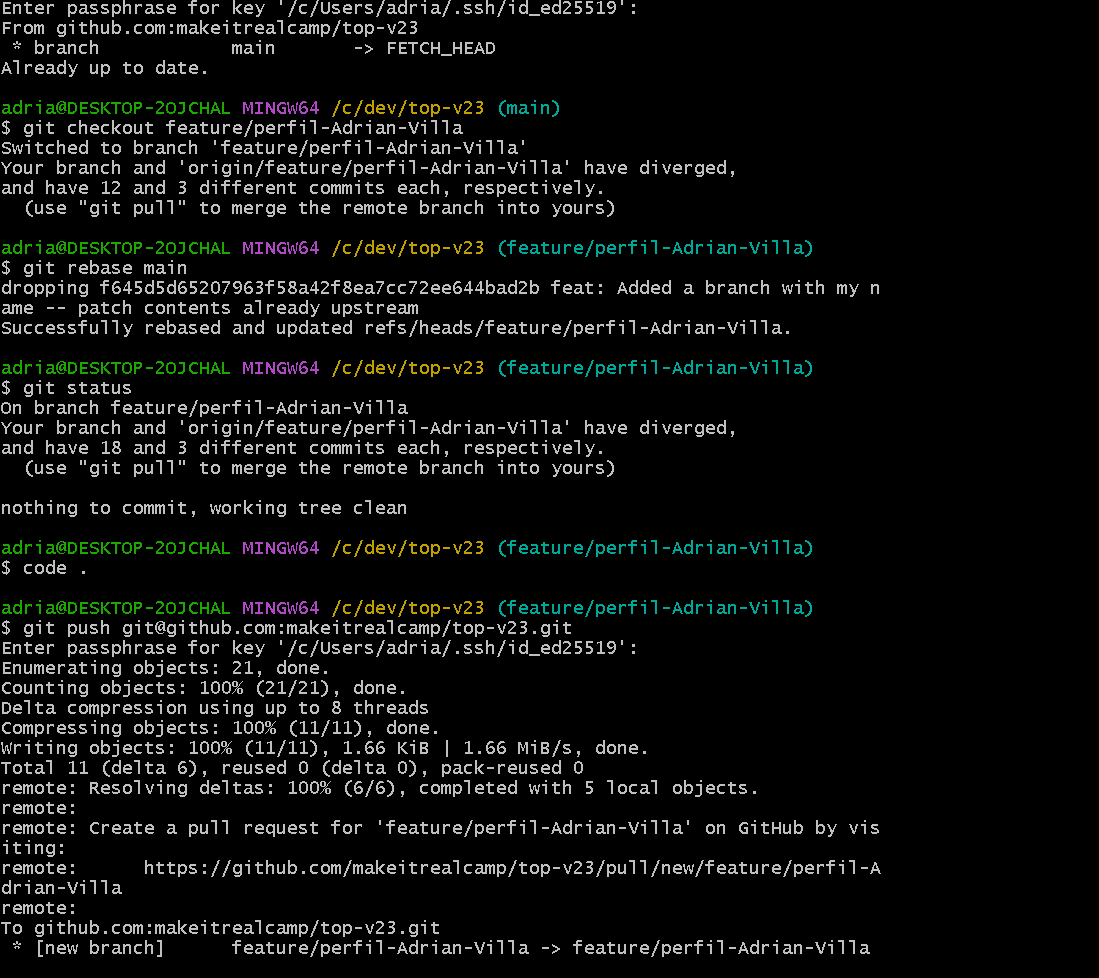 Enter passphrase for key '/c/Users/adria/.ssh/id_ed25519':
From github.com:makeitrealcamp/top-v23
 * branch            main       -> FETCH_HEAD
Already up to date.
adria@DESKTOP-2OJCHAL MINGW64 /c/dev/top-v23 (main)
$ git checkout feature/perfil-Adrian-Villa
Switched to branch 'feature/perfil-Adrian-Villa'
Your branch and 'origin/feature/perfil-Adrian-Villa' have diverged,
and have 12 and 3 different commits each, respectively.
  (use "git pull" to merge the remote branch into yours)
adria@DESKTOP-2OJCHAL MINGW64 /c/dev/top-v23 (feature/perfil-Adrian-Villa)
$ git rebase main
dropping f645d5d65207963f58a42f8ea7cc72ee644bad2b feat: Added a branch with my n
ame -- patch contents already upstream
Successfully rebased and updated refs/heads/feature/perfil-Adrian-Villa.
adria@DESKTOP-2OJCHAL MINGW64 /c/dev/top-v23 (feature/perfil-Adrian-Villa)
$ git status
On branch feature/perfil-Adrian-Villa
Your branch and 'origin/feature/perfil-Adrian-Villa' have diverged,
and have 18 and 3 different commits each, respectively.
  (use "git pull" to merge the remote branch into yours)
nothing to commit, working tree clean
adria@DESKTOP-2OJCHAL MINGW64 /c/dev/top-v23 (feature/perfil-Adrian-Villa)
$ code .
adria@DESKTOP-2OJCHAL MINGW64 /c/dev/top-v23 (feature/perfil-Adrian-Villa)
$ git push git@github.com:makeitrealcamp/top-v23.git
Enter passphrase for key '/c/Users/adria/.ssh/id_ed25519':
Enumerating objects: 21, done.
Counting objects: 100% (21/21), done.
Delta compression using up to 8 threads
Compressing objects: 100% (11/11), done.
Writing objects: 100% (11/11), 1.66 KiB | 1.66 MiB/s, done.
Total 11 (delta 6), reused 0 (delta 0), pack-reused 0
remote: Resolving deltas: 100% (6/6), completed with 5 local objects.
remote:
remote: Create a pull request for 'feature/perfil-Adrian-Villa' on GitHub by vis
iting:
remote:      https://github.com/makeitrealcamp/top-v23/pull/new/feature/perfil-A
drian-Villa
remote:
To github.com:makeitrealcamp/top-v23.git
 * [new branch]      feature/perfil-Adrian-Villa -> feature/perfil-Adrian-Villa